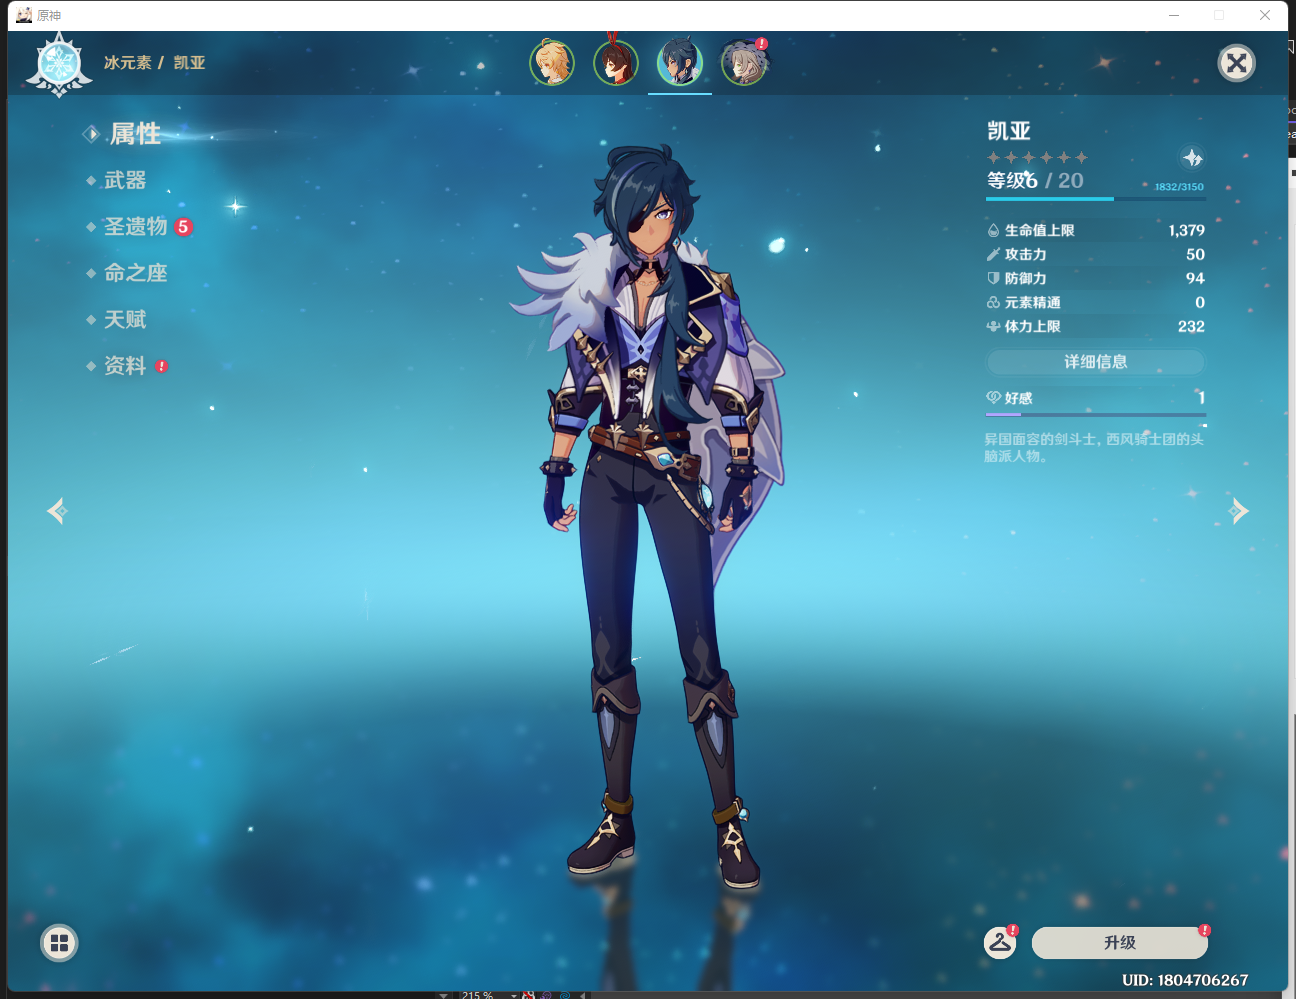 原神
冰元素 / 凯亚
属性
武器
圣遗物 5
命之座
天赋
资料
凯亚
等级6 / 20
1832/3150
生命值上限 1,379
攻击力 50
防御力 94
元素精通 0
体力上限 232
详细信息
好感 1
异国面容的剑斗士，西风骑士团的头
脑派人物。
升级
UID: 1804706267
215 %